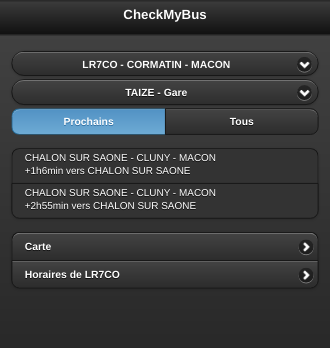 CheckMyBus
LR7CO - CORMATIN - MACON
TAIZE - Gare
Prochains
Tous
CHALON SUR SAONE - CLUNY - MACON
+1h6min vers CHALON SUR SAONE
CHALON SUR SAONE - CLUNY - MACON
+2h55min vers CHALON SUR SAONE
Carte
Horaires de LR7CO